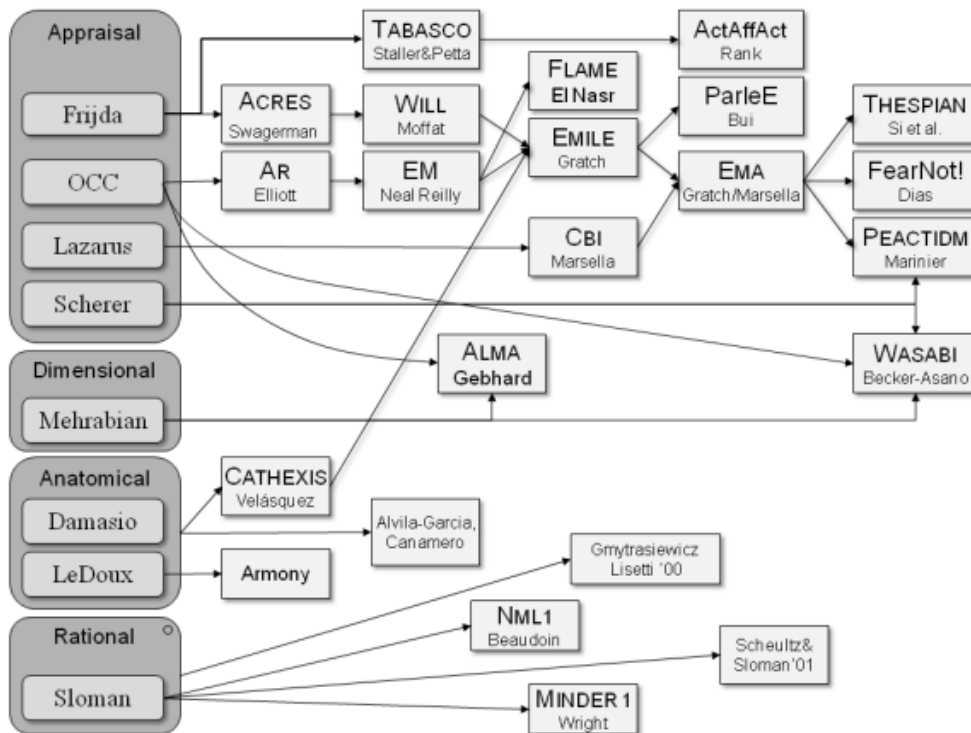 Appraisal
Frijda
OCC
Lazarus
Scherer
Dimensional
Mehrabian
Anatomical
Damasio
LeDoux
Rational
Sloman
TABASCO
Staller&Petta
ActAffAct
Rank
FLAME
El Nasr
ACRES
Swagerman
WILL
Moffat
EMILE
Gratch
ParleE
Bui
THESPIAN
Si et al.
AR
Elliott
EM
Neal Reilly
EMA
Gratch/Marsella
FearNot!
Dias
CBI
Marsella
PEACTIDM
Marinier
ALMA
Gebhard
WASABI
Becker-Asano
CATHEXIS
Velásquez
Alvila-Garcia,
Canamero
Armony
Gmytrasiewicz
Lisetti '00
NML1
Beaudoin
Scheultz&
Sloman'01
MINDER 1
Wright